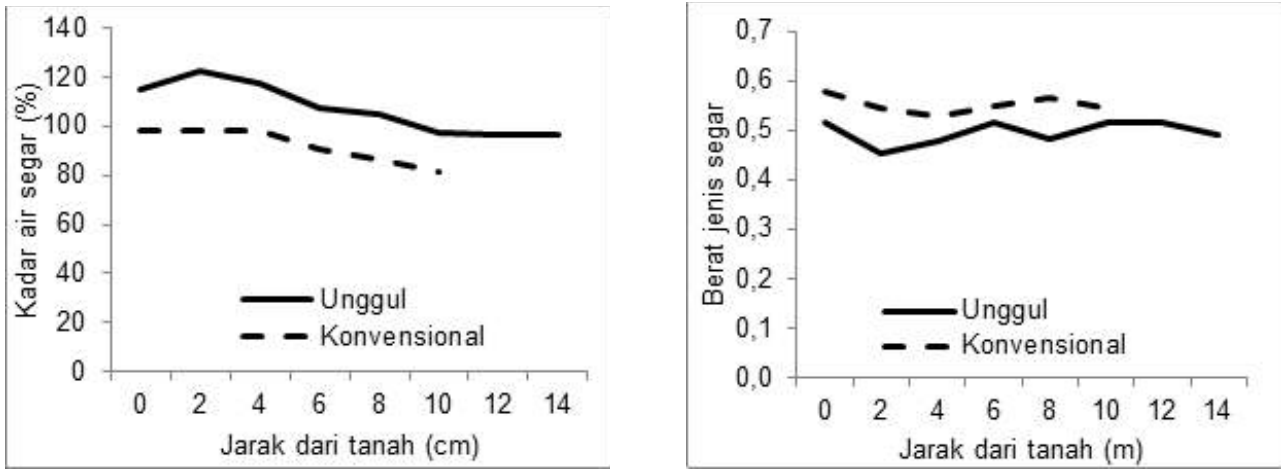 Kadar air segar (%)
140
120
100
80
60
40
20
0
Unggul
Konvensional
0 2 4 6 8 10 12 14
Jarak dari tanah (cm)
Berat jenis segar
0,7
0,6
0,5
0,4
0,3
0,2
0,1
0,0
Unggul
Konvensional
0 2 4 6 8 10 12 14
Jarak dari tanah (m)